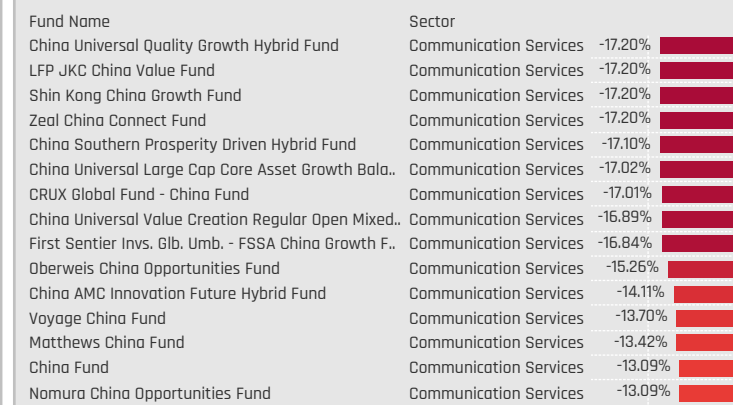 Fund Name Sector
China Universal Quality Growth Hybrid Fund Communication Services -17.20%
LFP JKC China Value Fund Communication Services -17.20%
Shin Kong China Growth Fund Communication Services -17.20%
Zeal China Connect Fund Communication Services -17.20%
China Southern Prosperity Driven Hybrid Fund Communication Services -17.10%
China Universal Large Cap Core Asset Growth Bala.. Communication Services -17.02%
CRUX Global Fund - China Fund Communication Services -17.01%
China Universal Value Creation Regular Open Mixed.. Communication Services -16.89%
First Sentier Invs. Glb. Umb. - FSSA China Growth F.. Communication Services -16.84%
Oberweis China Opportunities Fund Communication Services -15.26%
China AMC Innovation Future Hybrid Fund Communication Services -14.11%
Voyage China Fund Communication Services -13.70%
Matthews China Fund Communication Services -13.42%
China Fund Communication Services -13.09%
Nomura China Opportunities Fund Communication Services -13.09%